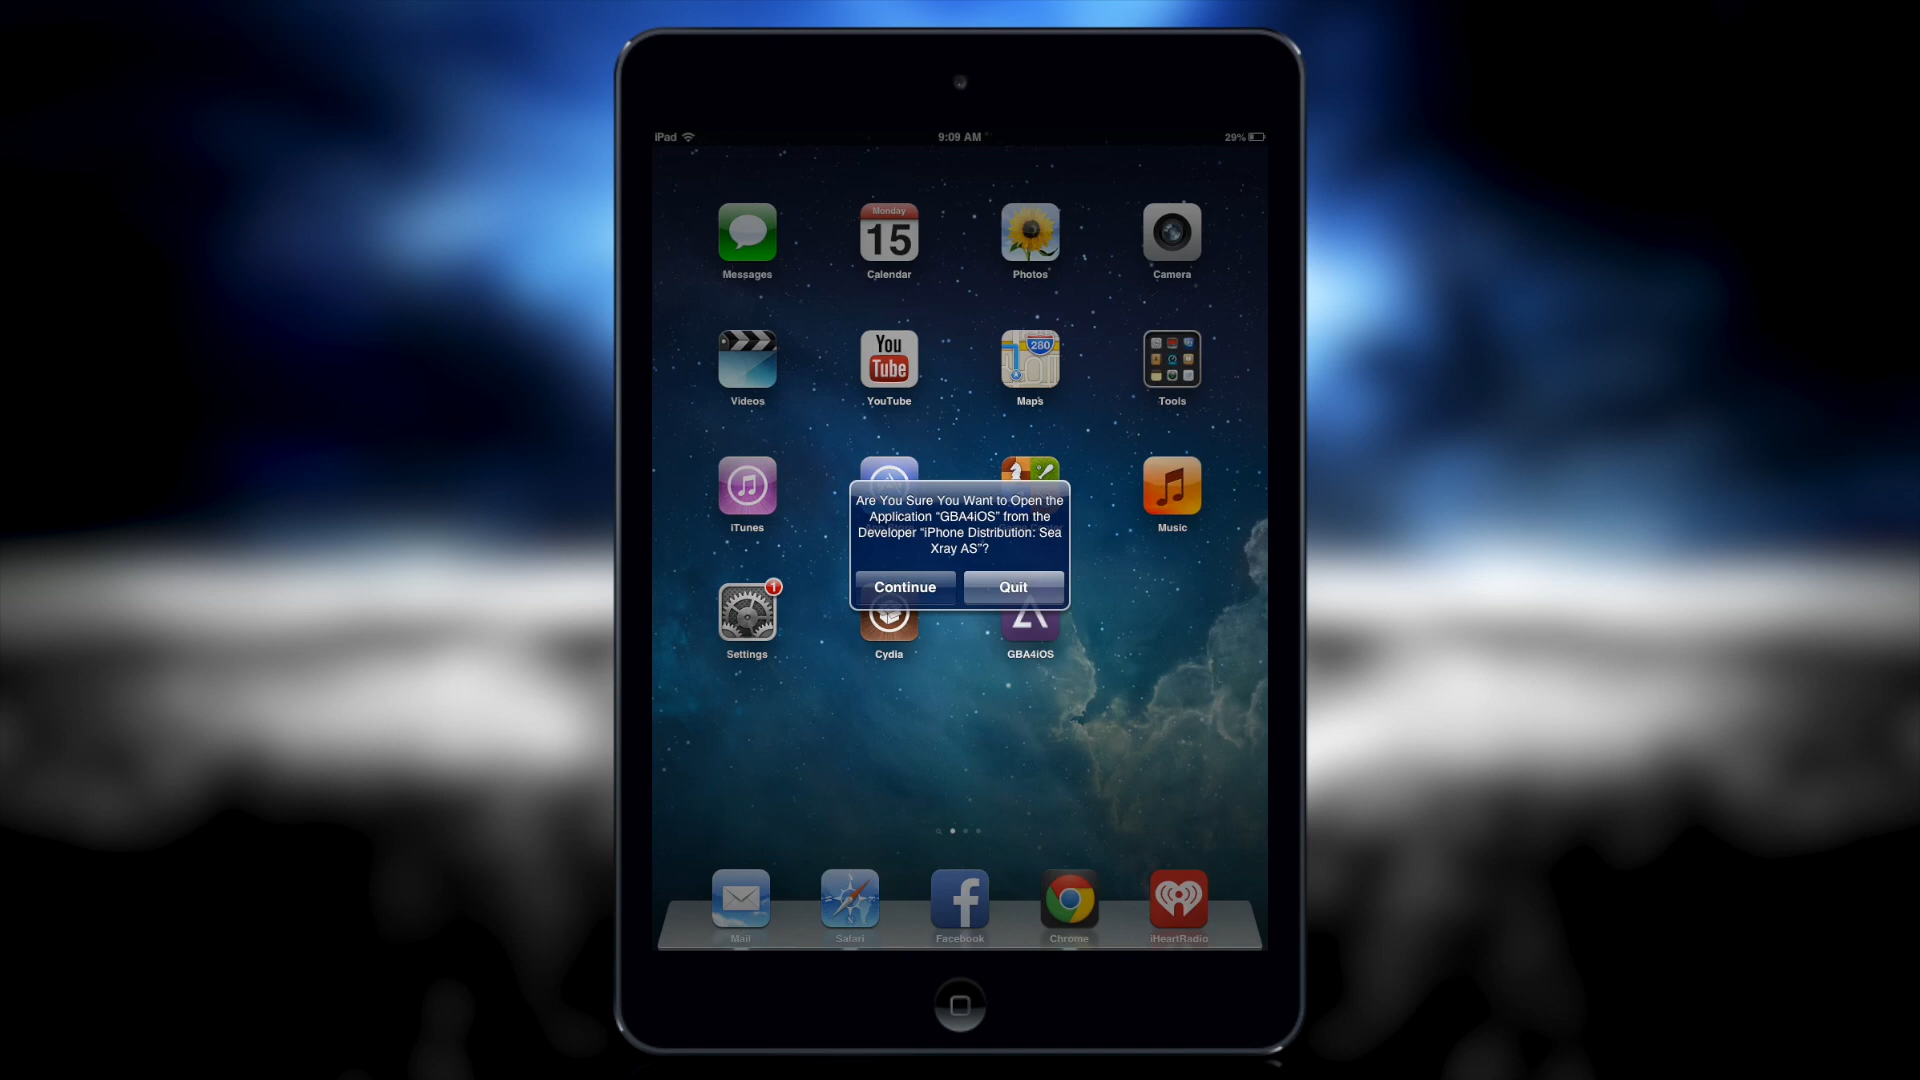 iPad
9:09 AM
29%
Monday
15
Messages
Calendar
Photos
Camera
You
Tube
280
Videos
YouTube
Maps
Tools
iTunes
Music
Are You Sure You Want to Open the
Application “GBA4iOS” from the
Developer “iPhone Distribution: Sea
Xray AS”?
Continue
Quit
1
Settings
Cydia
GBA4iOS
Mail
Safari
Facebook
Chrome
iHeartRadio